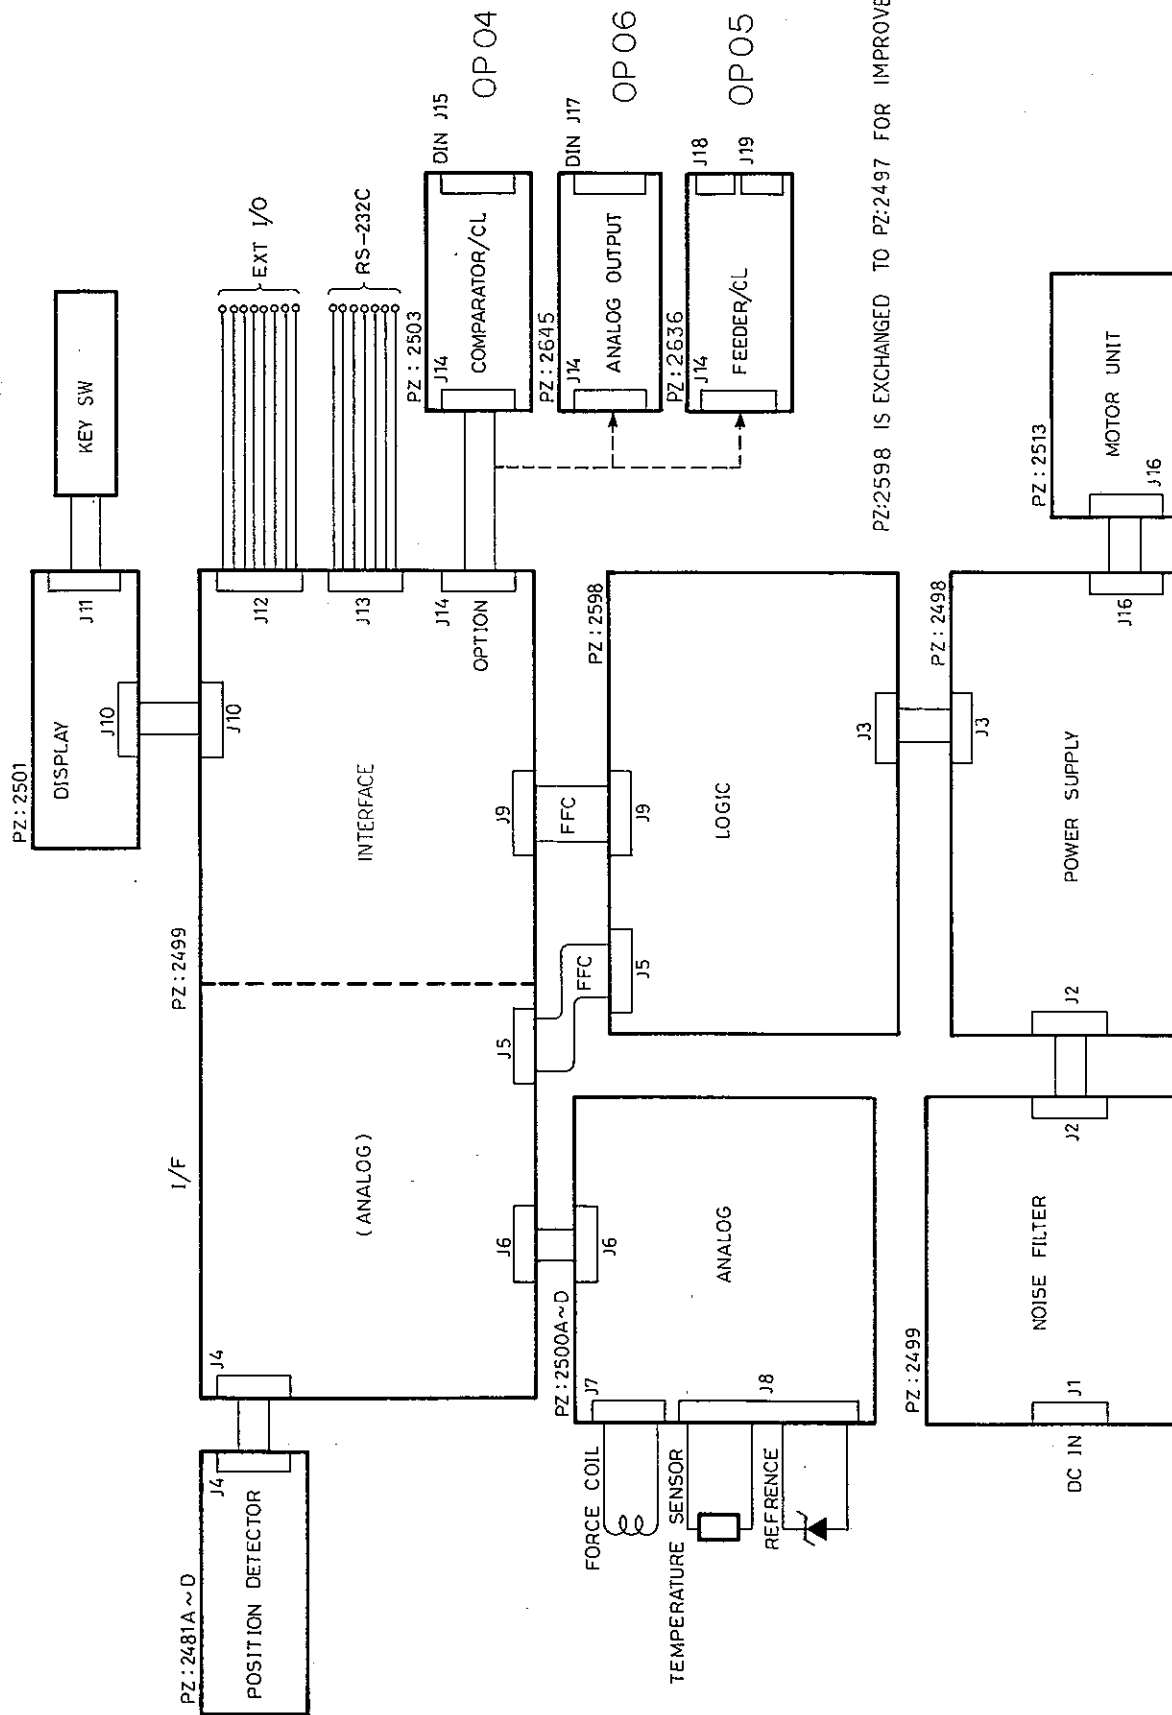 PZ:2481A~D
J4
POSITION DETECTOR
J4
I/F
PZ:2499
(ANALOG)
INTERFACE
J6
J5
J9
J10
J12
J13
J14
OPTION
PZ:2501
DISPLAY
J10
J11
KEY SW
EXT I/O
RS-232C
PZ:2503
J14
COMPARATOR/CL
DIN J15
OP04
PZ:2645
J14
ANALOG OUTPUT
DIN J17
OP06
PZ:2636
J14
FEEDER/CL
J18
J19
OP05
FFC
FFC
PZ:2500A~D
J7
J6
J8
ANALOG
FORCE COIL
TEMPERATURE SENSOR
REFRENCE
PZ:2598
J5
J9
LOGIC
J3
PZ:2598 IS EXCHANGED TO PZ:2497 FOR IMPROVE
PZ:2499
NOISE FILTER
DC IN
J1
J2
PZ:2498
J2
J3
POWER SUPPLY
J16
PZ:2513
J16
MOTOR UNIT